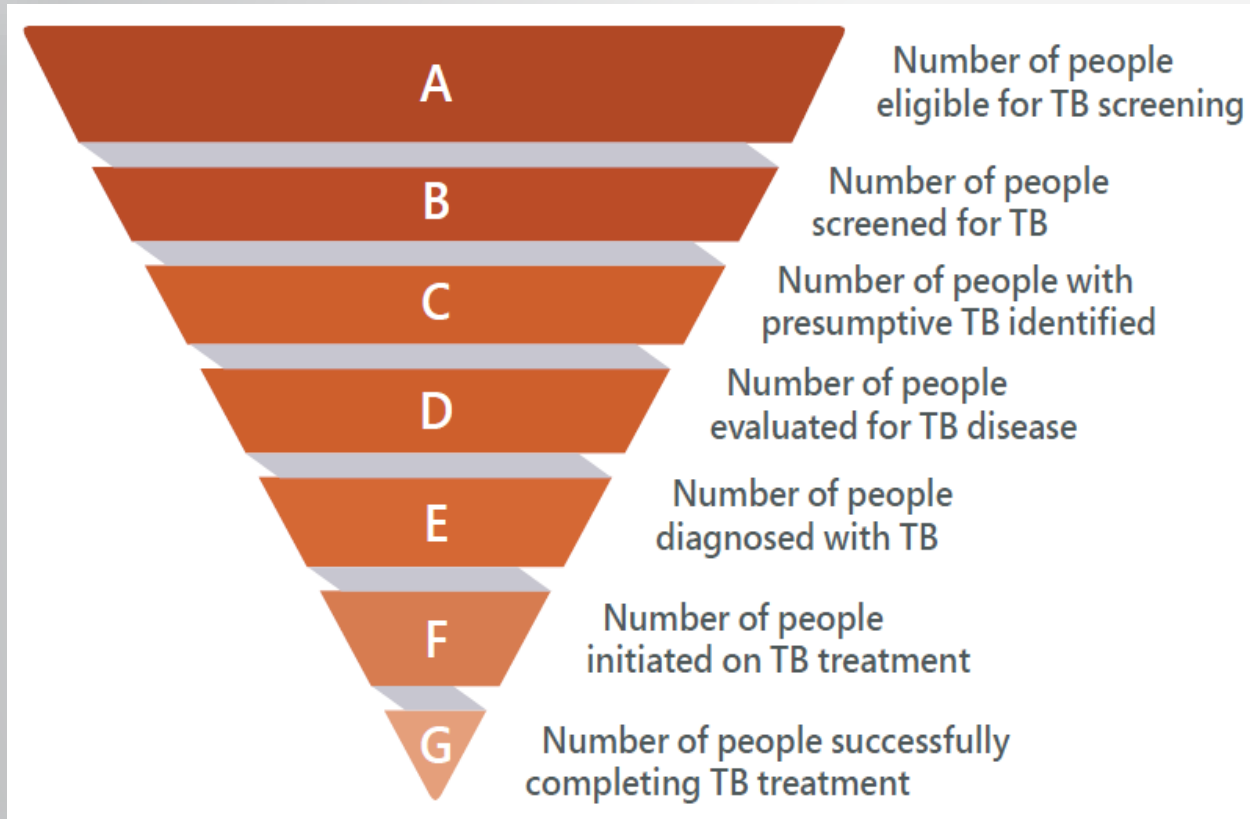 A
Number of people
eligible for TB screening
B
Number of people
screened for TB
C
Number of people with
presumptive TB identified
D
Number of people
evaluated for TB disease
E
Number of people
diagnosed with TB
F
Number of people
initiated on TB treatment
G
Number of people successfully
completing TB treatment